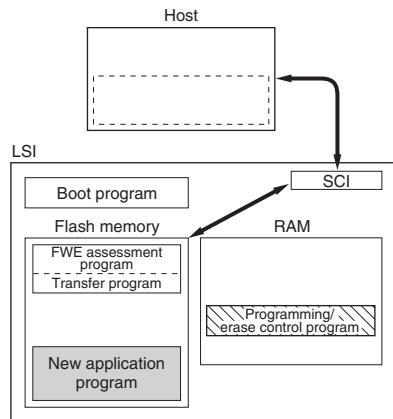 Host
LSI
SCI
Boot program
Flash memory
RAM
FWE assessment
program
Transfer program
Programming/
erase control program
New application
program